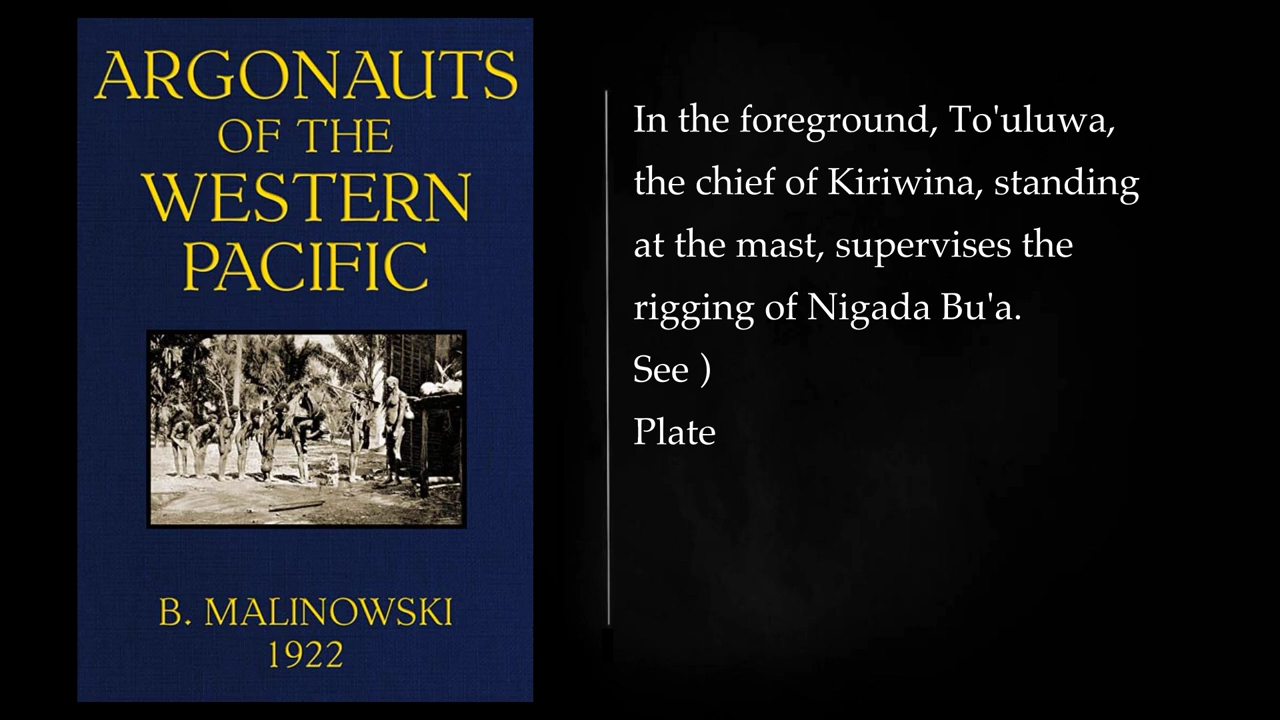 ARGONAUTS
OF THE
WESTERN
PACIFIC
B. MALINOWSKI
1922
In the foreground, To'uluwa,
the chief of Kiriwina, standing
at the mast, supervises the
rigging of Nigada Bu'a.
See )
Plate